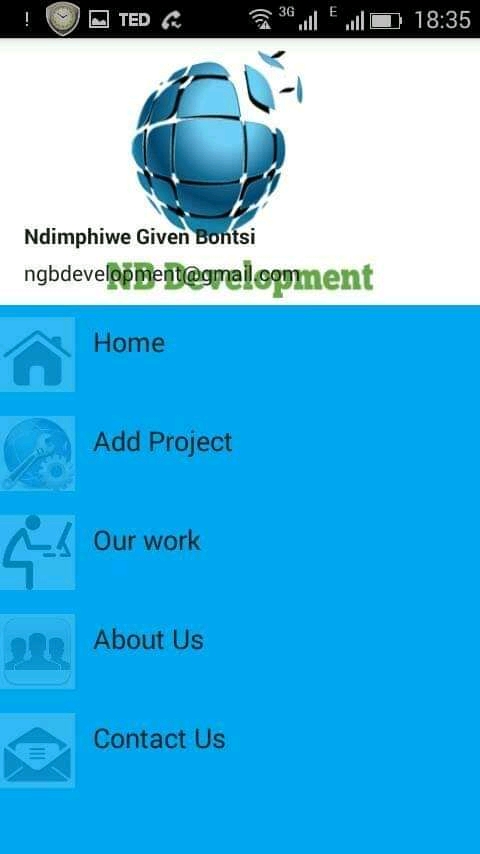 ! TED 3G E 18:35
Ndimphiwe Given Bontsi
ngbdevelopment@gmail.com
NB Development
Home
Add Project
Our work
About Us
Contact Us